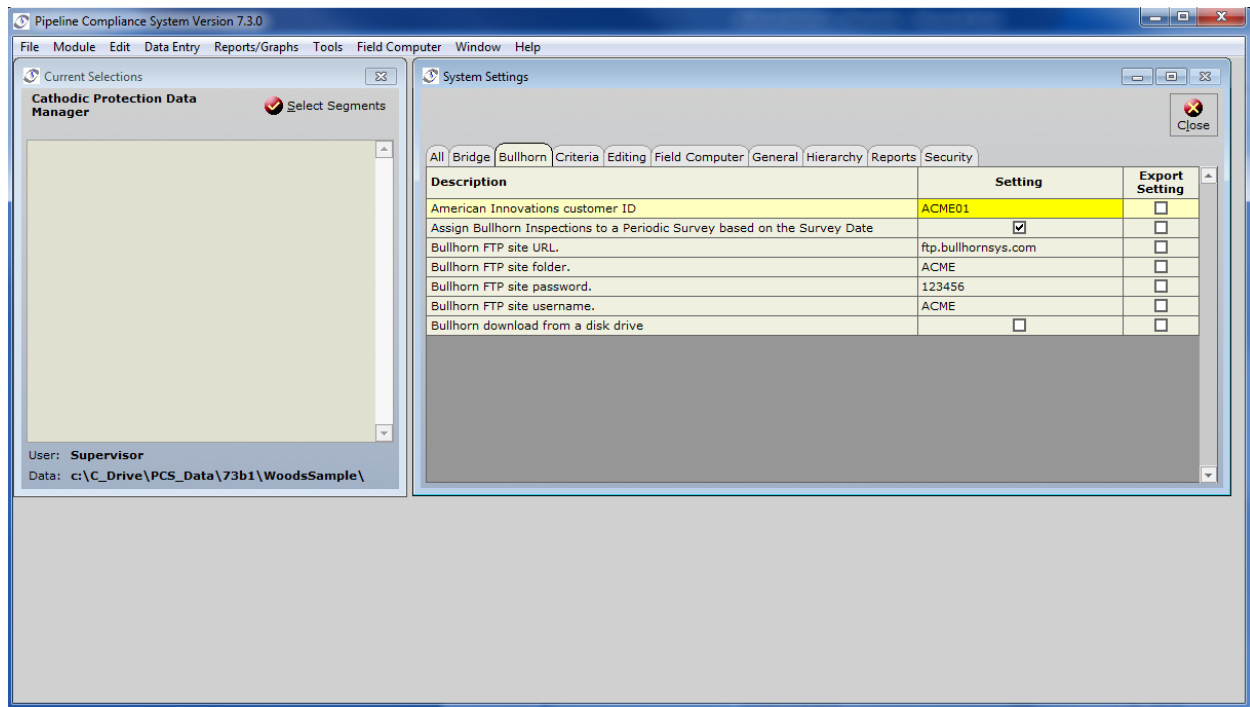 Pipeline Compliance System Version 7.3.0
File Module Edit Data Entry Reports/Graphs Tools Field Computer Window Help
Current Selections
Cathodic Protection Data
Manager
Select Segments
User: Supervisor
Data: c:\C_Drive\PCS_Data\73b1\WoodsSample\
System Settings
Close
All Bridge Bullhorn Criteria Editing Field Computer General Hierarchy Reports Security
Description Setting Export
Setting
American Innovations customer ID ACME01
Assign Bullhorn Inspections to a Periodic Survey based on the Survey Date
Bullhorn FTP site URL. ftp.bullhornsys.com
Bullhorn FTP site folder. ACME
Bullhorn FTP site password. 123456
Bullhorn FTP site username. ACME
Bullhorn download from a disk drive